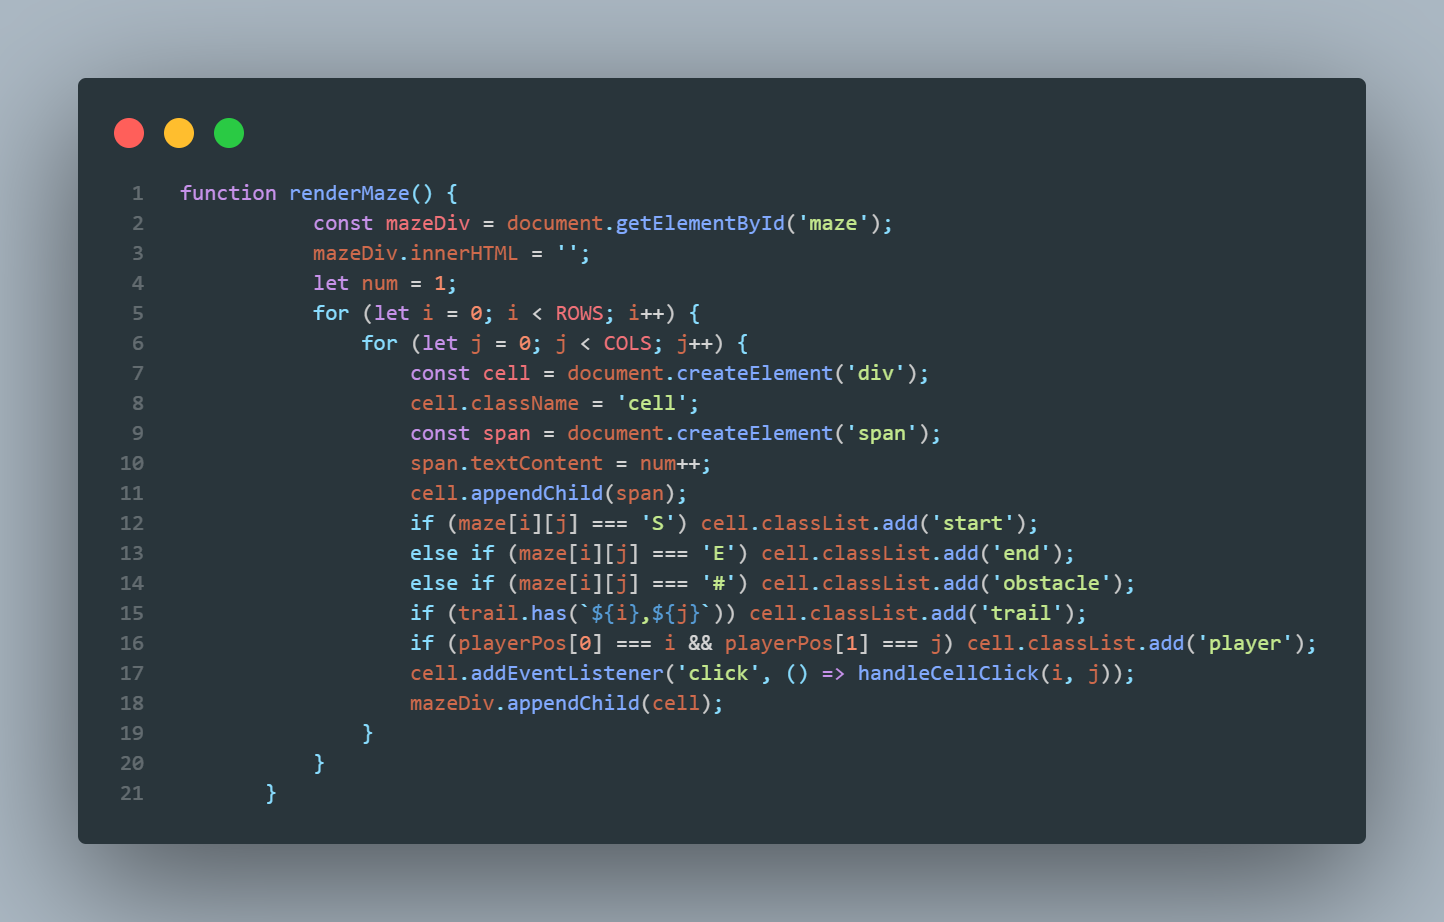 1 function renderMaze() {
2 const mazeDiv = document.getElementById('maze');
3 mazeDiv.innerHTML = '';
4 let num = 1;
5 for (let i = 0; i < ROWS; i++) {
6 for (let j = 0; j < COLS; j++) {
7 const cell = document.createElement('div');
8 cell.className = 'cell';
9 const span = document.createElement('span');
10 span.textContent = num++;
11 cell.appendChild(span);
12 if (maze[i][j] === 'S') cell.classList.add('start');
13 else if (maze[i][j] === 'E') cell.classList.add('end');
14 else if (maze[i][j] === '#') cell.classList.add('obstacle');
15 if (trail.has(`${i},${j}`)) cell.classList.add('trail');
16 if (playerPos[0] === i && playerPos[1] === j) cell.classList.add('player');
17 cell.addEventListener('click', () => handleCellClick(i, j));
18 mazeDiv.appendChild(cell);
19 }
20 }
21 }